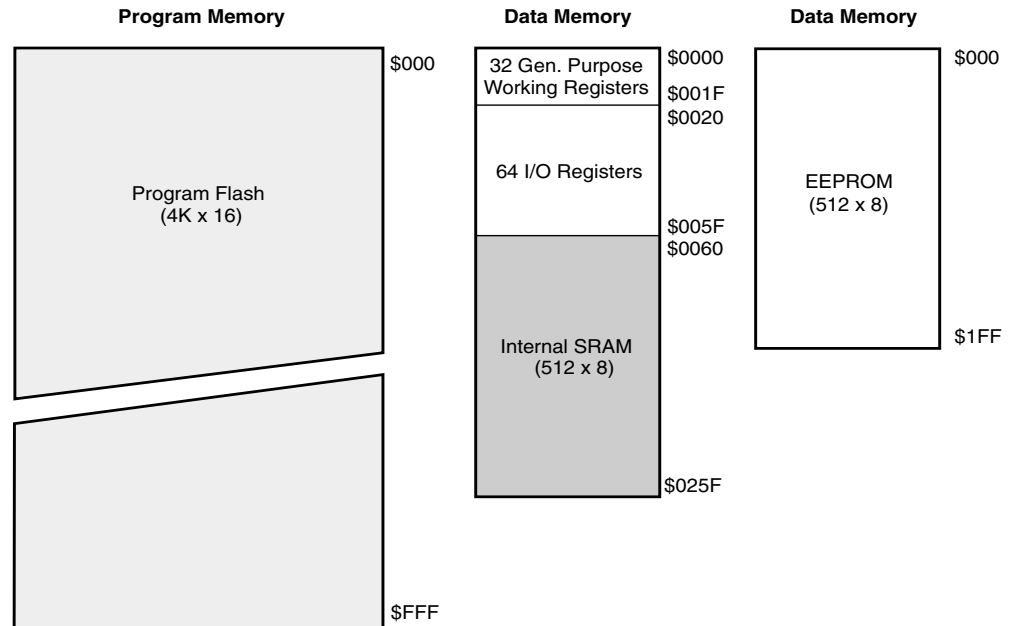 Program Memory
$000
Program Flash
(4K x 16)
$FFF
Data Memory
32 Gen. Purpose
Working Registers
$0000
$001F
$0020
64 I/O Registers
$005F
$0060
Internal SRAM
(512 x 8)
$025F
Data Memory
$000
EEPROM
(512 x 8)
$1FF